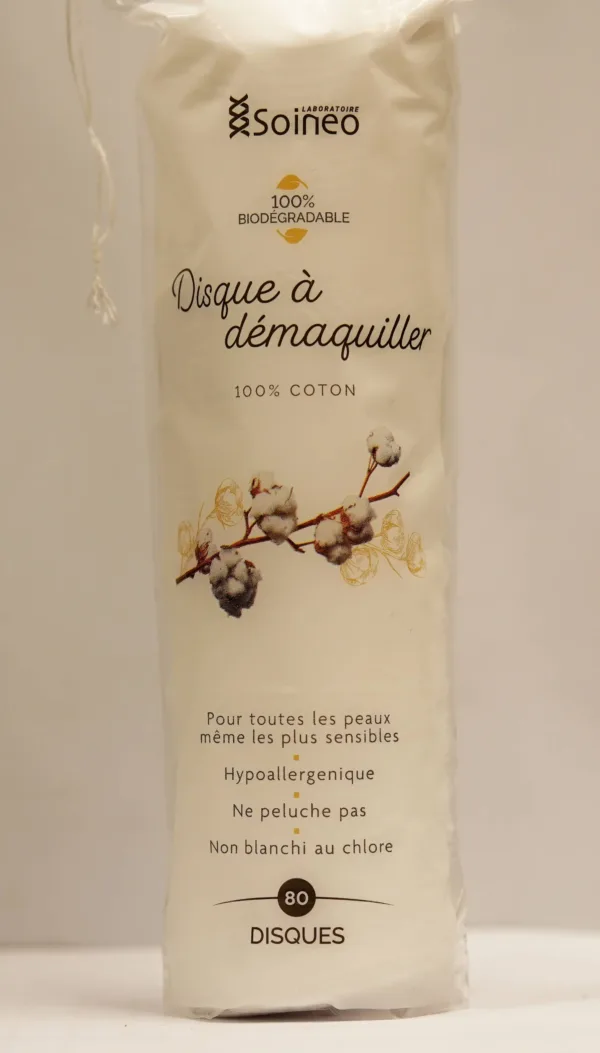 LABORATOIRE
Soineo
100%
BIODÉGRADABLE
Disque à
démaquiller
100% COTON
Pour toutes les peaux
même les plus sensibles
Hypoallergenique
Ne peluche pas
Non blanchi au chlore
80
DISQUES